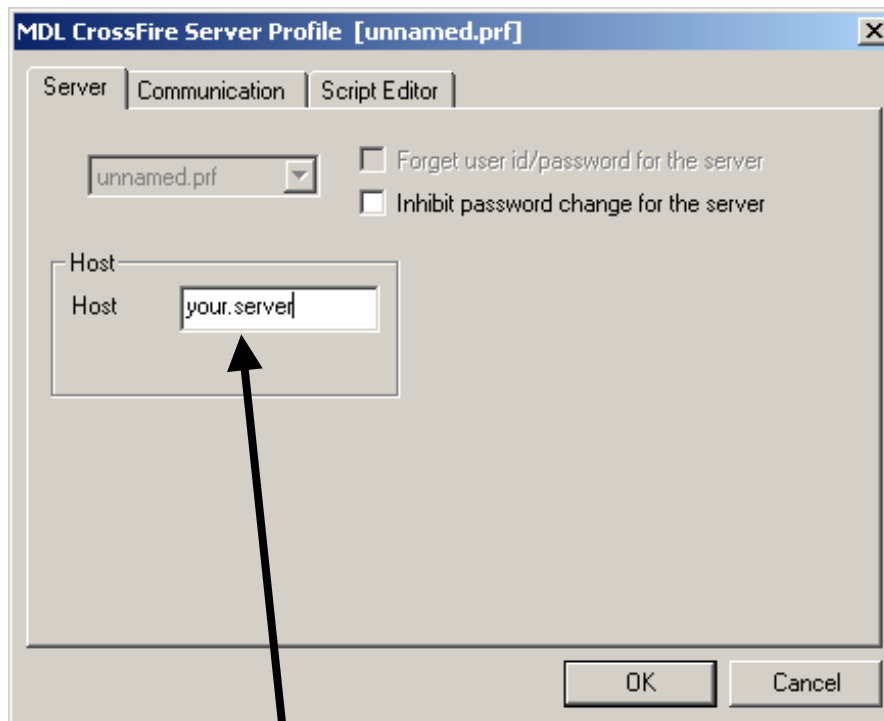 MDL CrossFire Server Profile [unnamed.prf]
Server Communication Script Editor
unnamed.prf
Forget user id/password for the server
Inhibit password change for the server
Host
Host your.server
OK Cancel